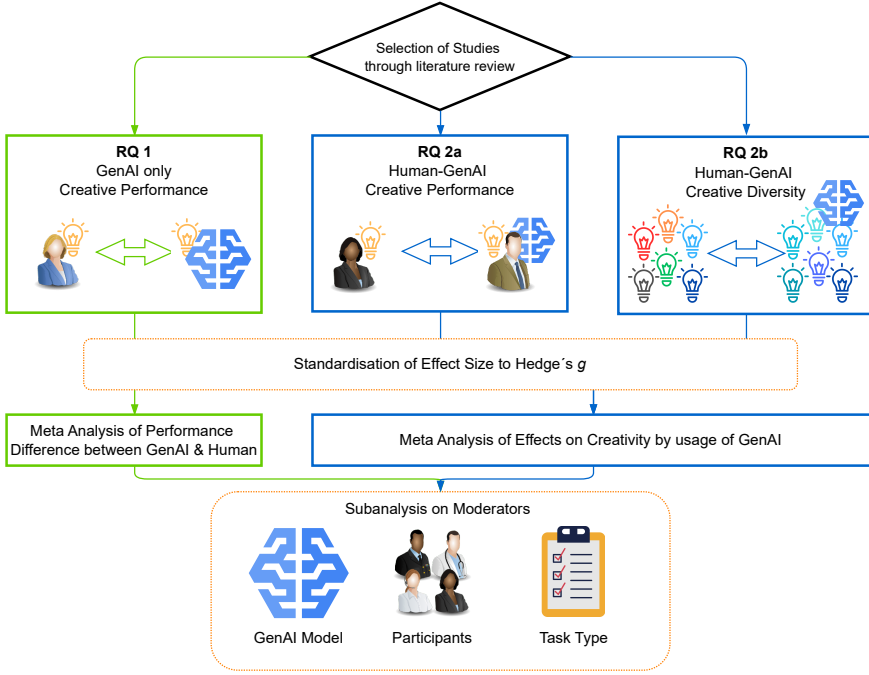 Selection of Studies
through literature review
RQ 1
GenAI only
Creative Performance
RQ 2a
Human-GenAI
Creative Performance
RQ 2b
Human-GenAI
Creative Diversity
Standardisation of Effect Size to Hedge´s g
Meta Analysis of Performance
Difference between GenAI & Human
Meta Analysis of Effects on Creativity by usage of GenAI
Subanalysis on Moderators
GenAI Model
Participants
Task Type